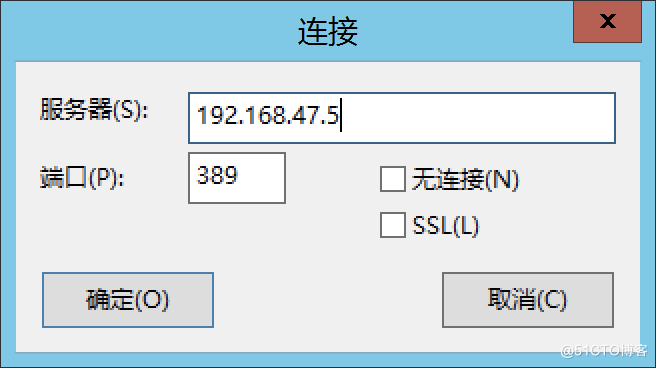 连接
x
服务器(S):
192.168.47.5
端口(P):
389
无连接(N)
SSL(L)
确定(O)
取消(C)
@51CTO博客